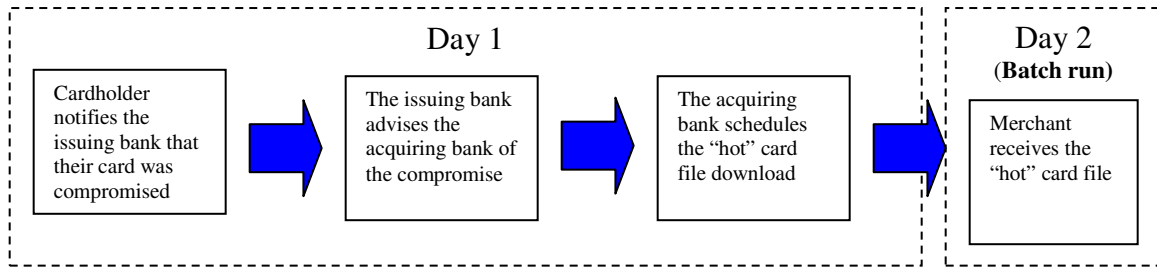 Day 1
Cardholder
notifies the
issuing bank that
their card was
compromised
The issuing bank
advises the
acquiring bank of
the compromise
The acquiring
bank schedules
the “hot” card
file download
Day 2
(Batch run)
Merchant
receives the
“hot” card file